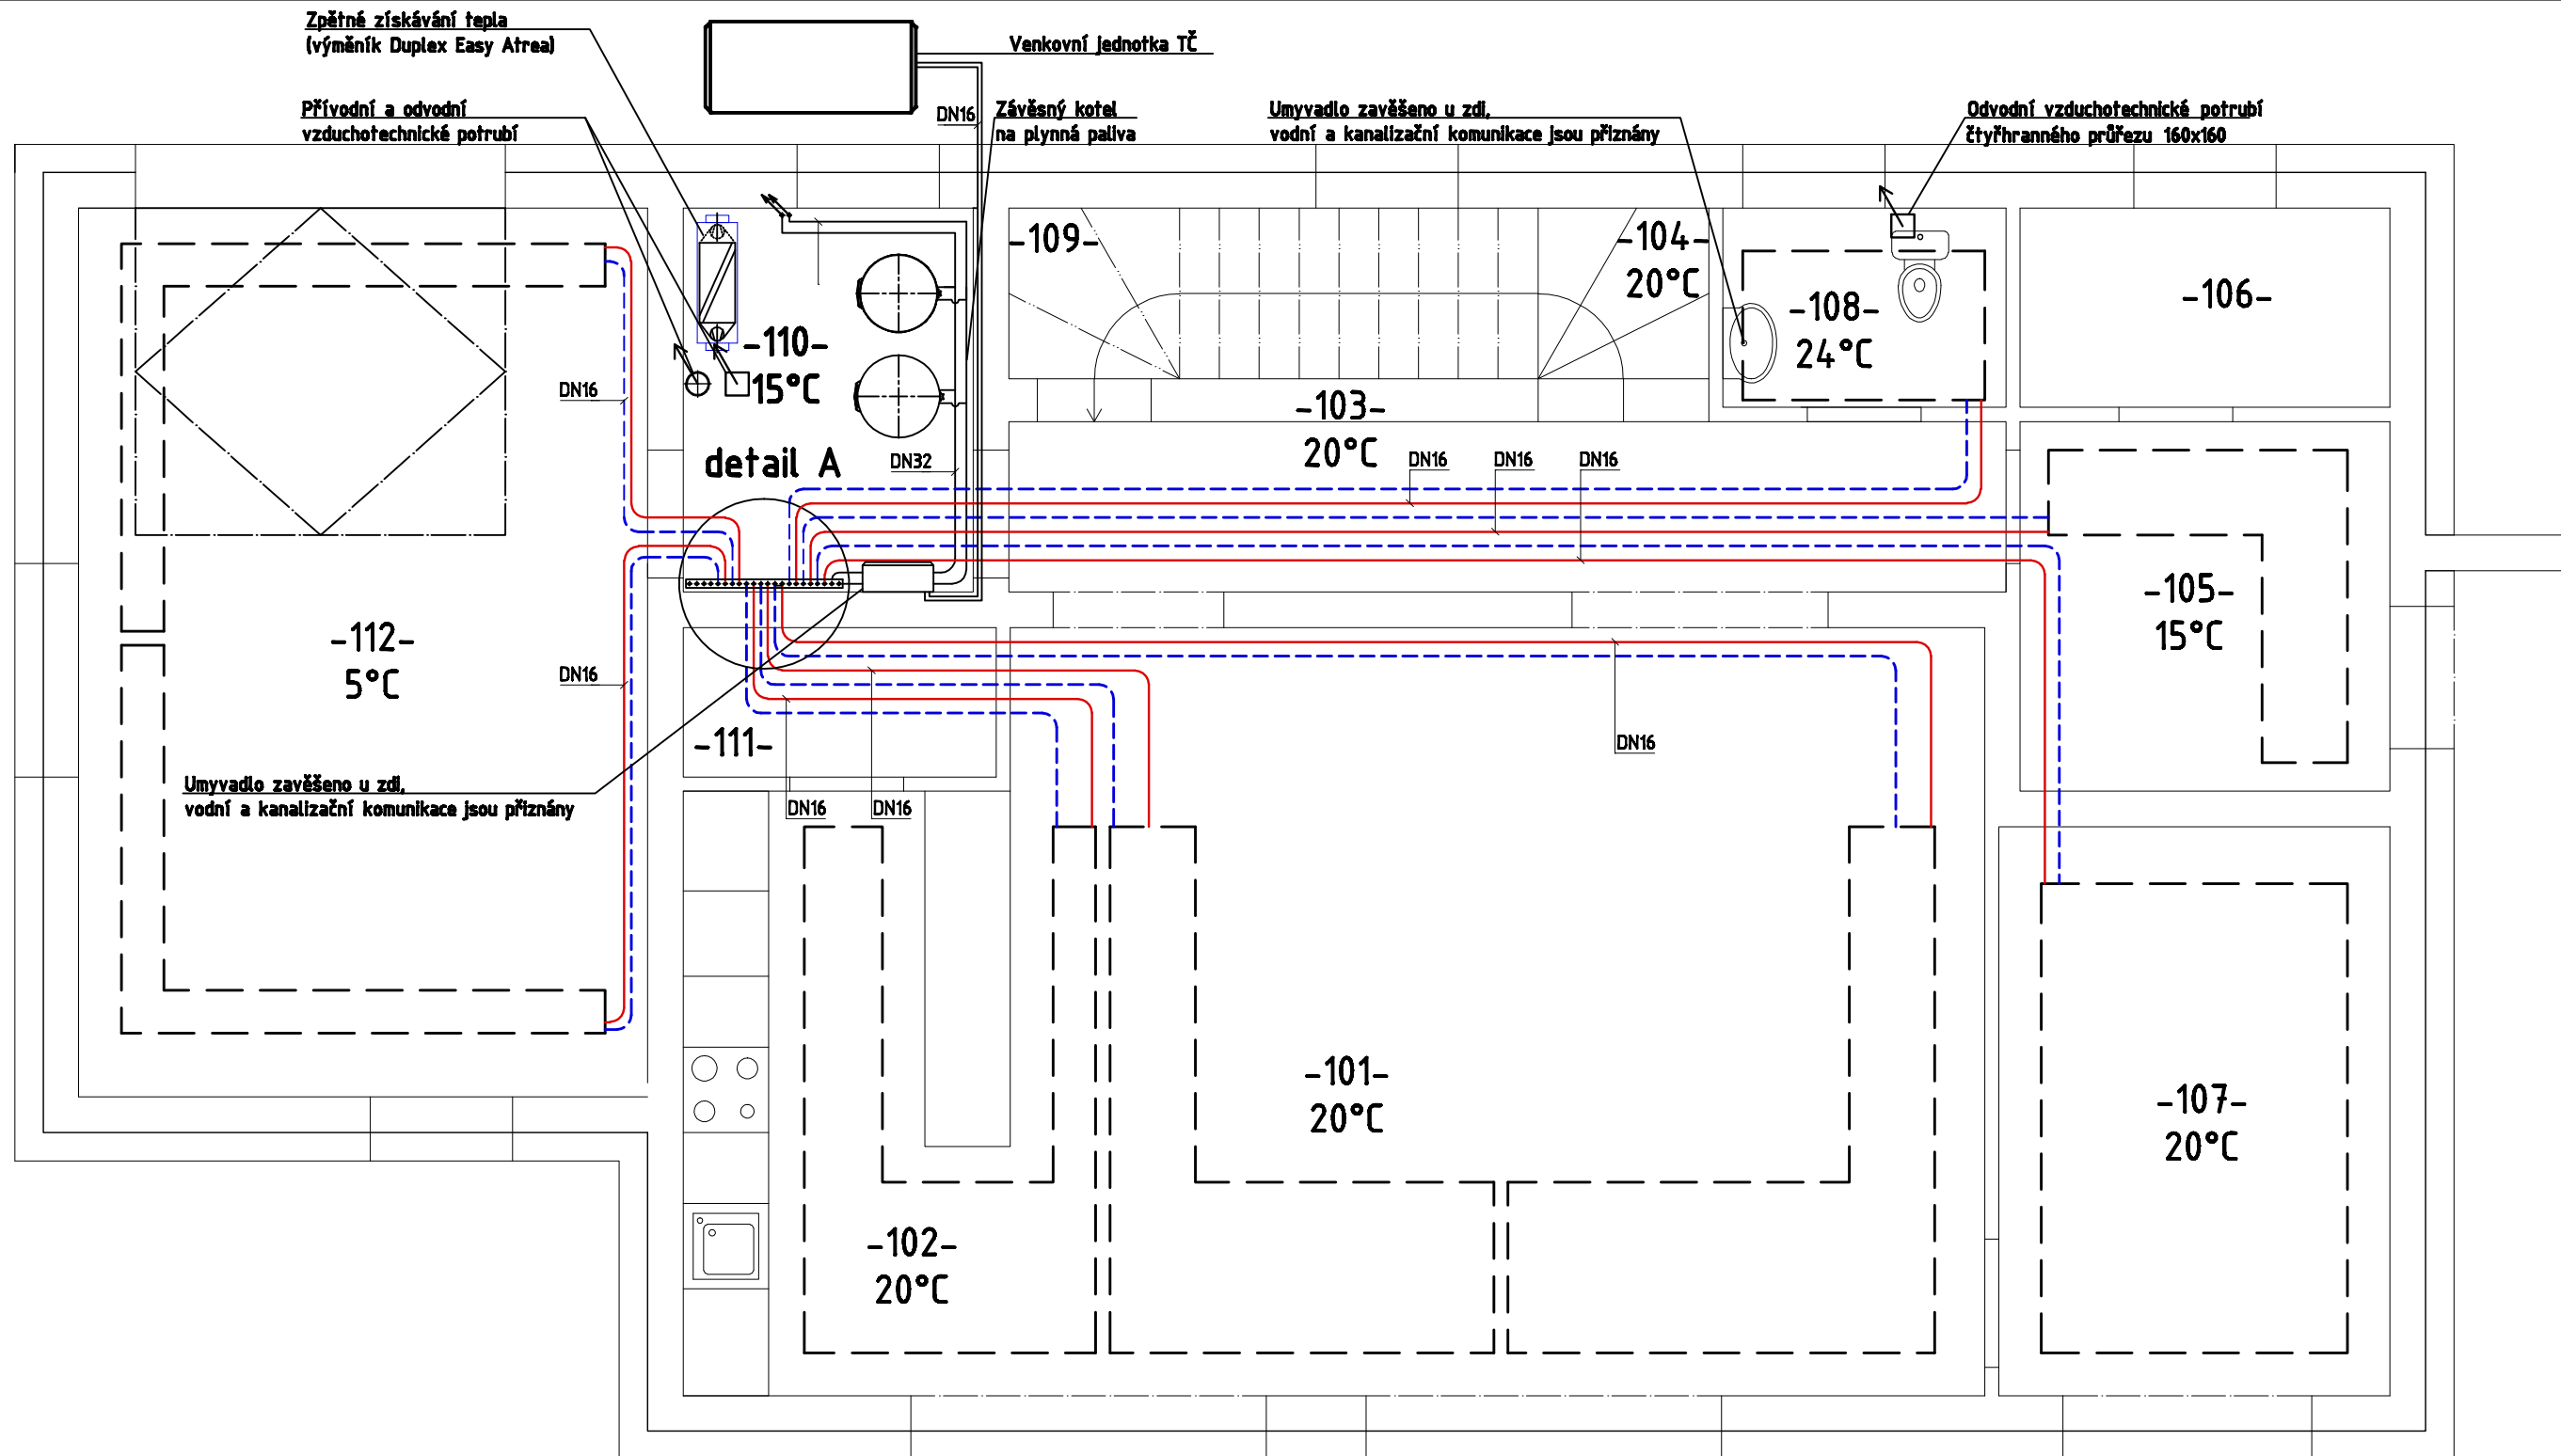 Zpětné získávání tepla
(výměník Duplex Easy Atrea)
Venkovní jednotka TČ
Přívodní a odvodní
vzduchotechnické potrubí
DN16
Závěsný kotel
na plynná paliva
Umyvadlo zavěšeno u zdi,
vodní a kanalizační komunikace jsou přiznány
Odvodní vzduchotechnické potrubí
čtyřhranného průřezu 160x160
-109-
-104-
20°C
-108-
24°C
-106-
-110-
15°C
DN16
-103-
20°C
detail A
DN32
DN16
DN16
DN16
-105-
15°C
-112-
5°C
DN16
-111-
DN16
Umyvadlo zavěšeno u zdi,
vodní a kanalizační komunikace jsou přiznány
DN16
DN16
-101-
20°C
-107-
20°C
-102-
20°C